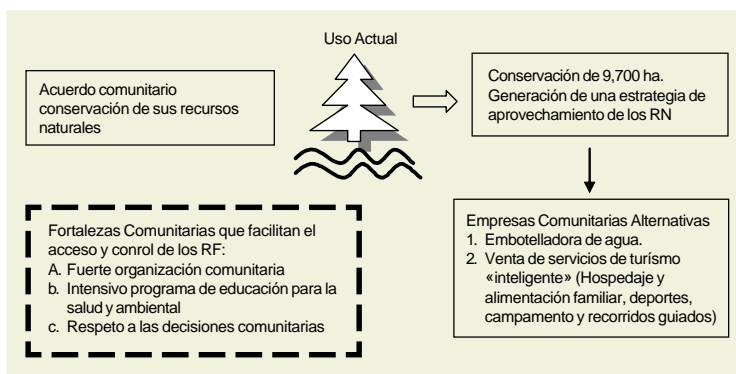 Uso Actual
Acuerdo comunitario
conservación de sus recursos
naturales
Conservación de 9,700 ha.
Generación de una estrategia de
aprovechamiento de los RN
Fortalezas Comunitarias que facilitan el
acceso y conrol de los RF:
A. Fuerte organización comunitaria
b. Intensivo programa de educación para la
salud y ambiental
c. Respeto a las decisiones comunitarias
Empresas Comunitarias Alternativas
1. Embotelladora de agua.
2. Venta de servicios de turísmo
«inteligente» (Hospedaje y
alimentación familiar, deportes,
campamento y recorridos guiados)